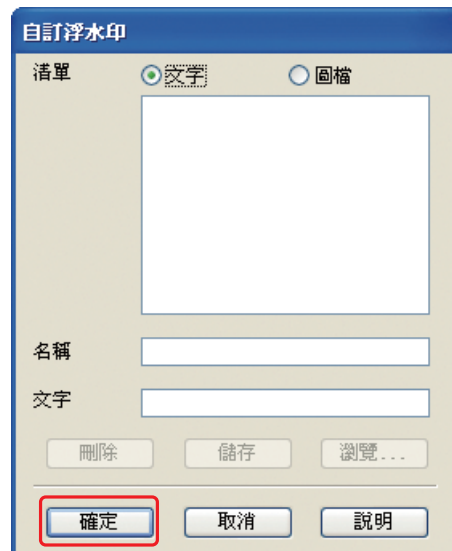 自訂浮水印
清單 文字 圖檔
名稱
文字
刪除 儲存 瀏覽...
確定 取消 說明